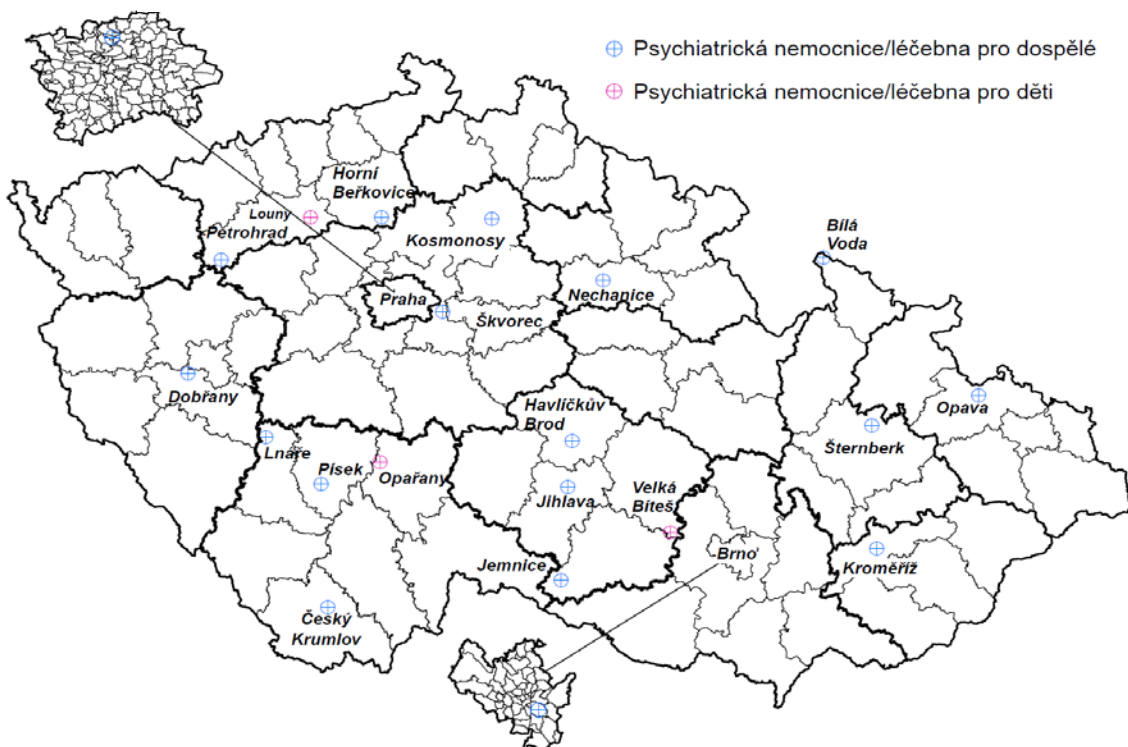 Psychiatrická nemocnice/léčebna pro dospělé
Psychiatrická nemocnice/léčebna pro děti
Horní
Beřkovice
Louny
Petrohrad
Kosmonosy
Bílá
Voda
Nechanice
Praha
Škvorec
Dobřany
Havlíčkův
Brod
Opava
Lnáře
Písek
Opařany
Šternberk
Jihlava
Velká
Bíteš
Brno
Jemnice
Kroměříž
Český
Krumlov